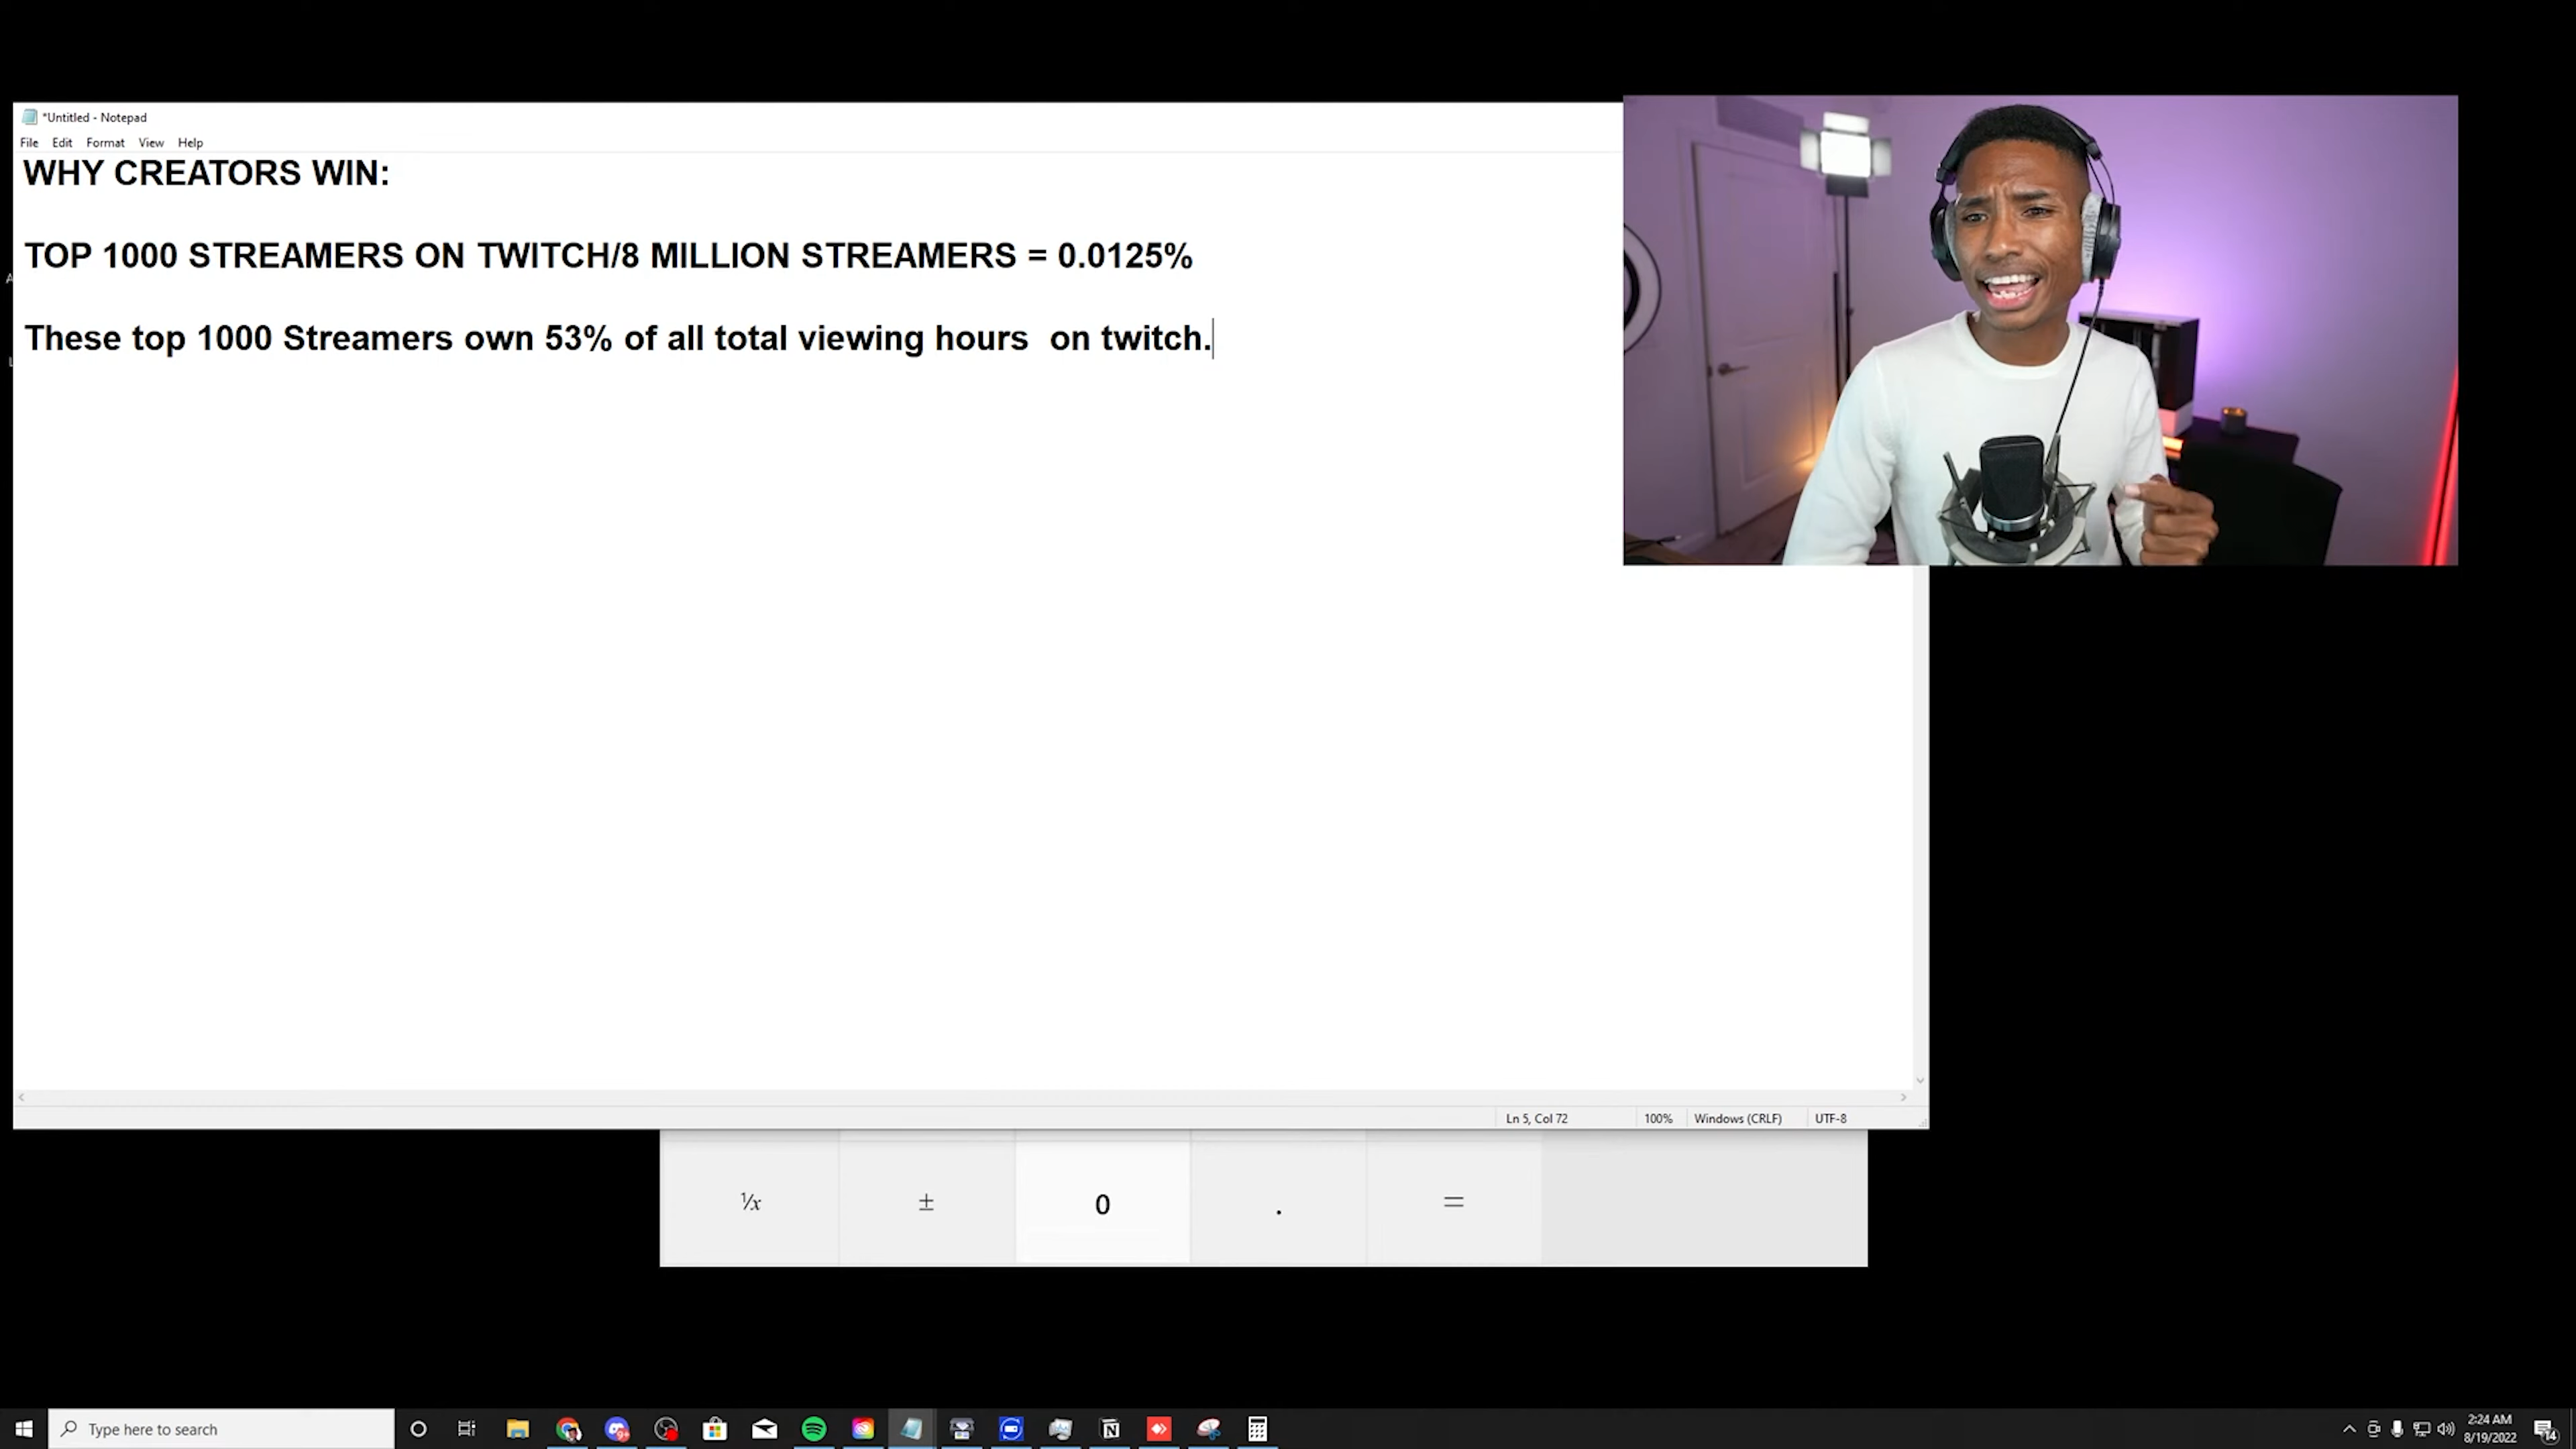 *Untitled - Notepad
File Edit Format View Help
WHY CREATORS WIN:
TOP 1000 STREAMERS ON TWITCH/8 MILLION STREAMERS = 0.0125%
These top 1000 Streamers own 53% of all total viewing hours  on twitch.
Ln 5, Col 72 100% Windows (CRLF) UTF-8
1/x ± 0 . =
Type here to search
9+
N
2:24 AM
8/19/2022
14